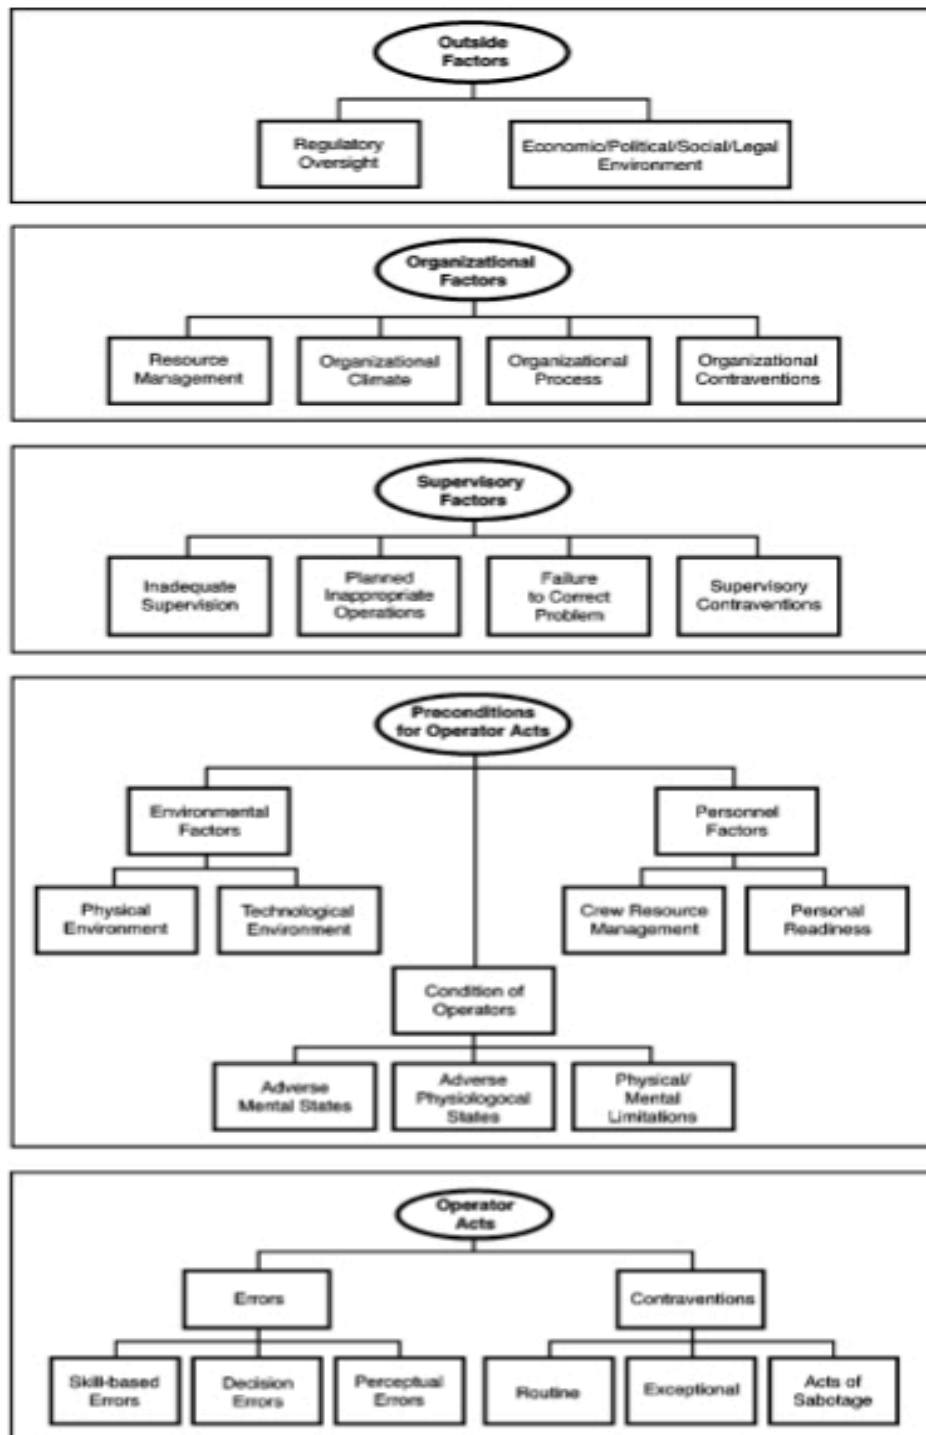 Outside
Factors
Regulatory
Oversight
Economic/Political/Social/Legal
Environment
Organizational
Factors
Resource
Management
Organizational
Climate
Organizational
Process
Organizational
Contraventions
Supervisory
Factors
Inadequate
Supervision
Planned
Inappropriate
Operations
Failure
to Correct
Problem
Supervisory
Contraventions
Preconditions
for Operator Acts
Environmental
Factors
Personnel
Factors
Physical
Environment
Technological
Environment
Crew Resource
Management
Personal
Readiness
Condition of
Operators
Adverse
Mental States
Adverse
Physiologocal
States
Physical/
Mental
Limitations
Operator
Acts
Errors
Contraventions
Skill-based
Errors
Decision
Errors
Perceptual
Errors
Routine
Exceptional
Acts of
Sabotage